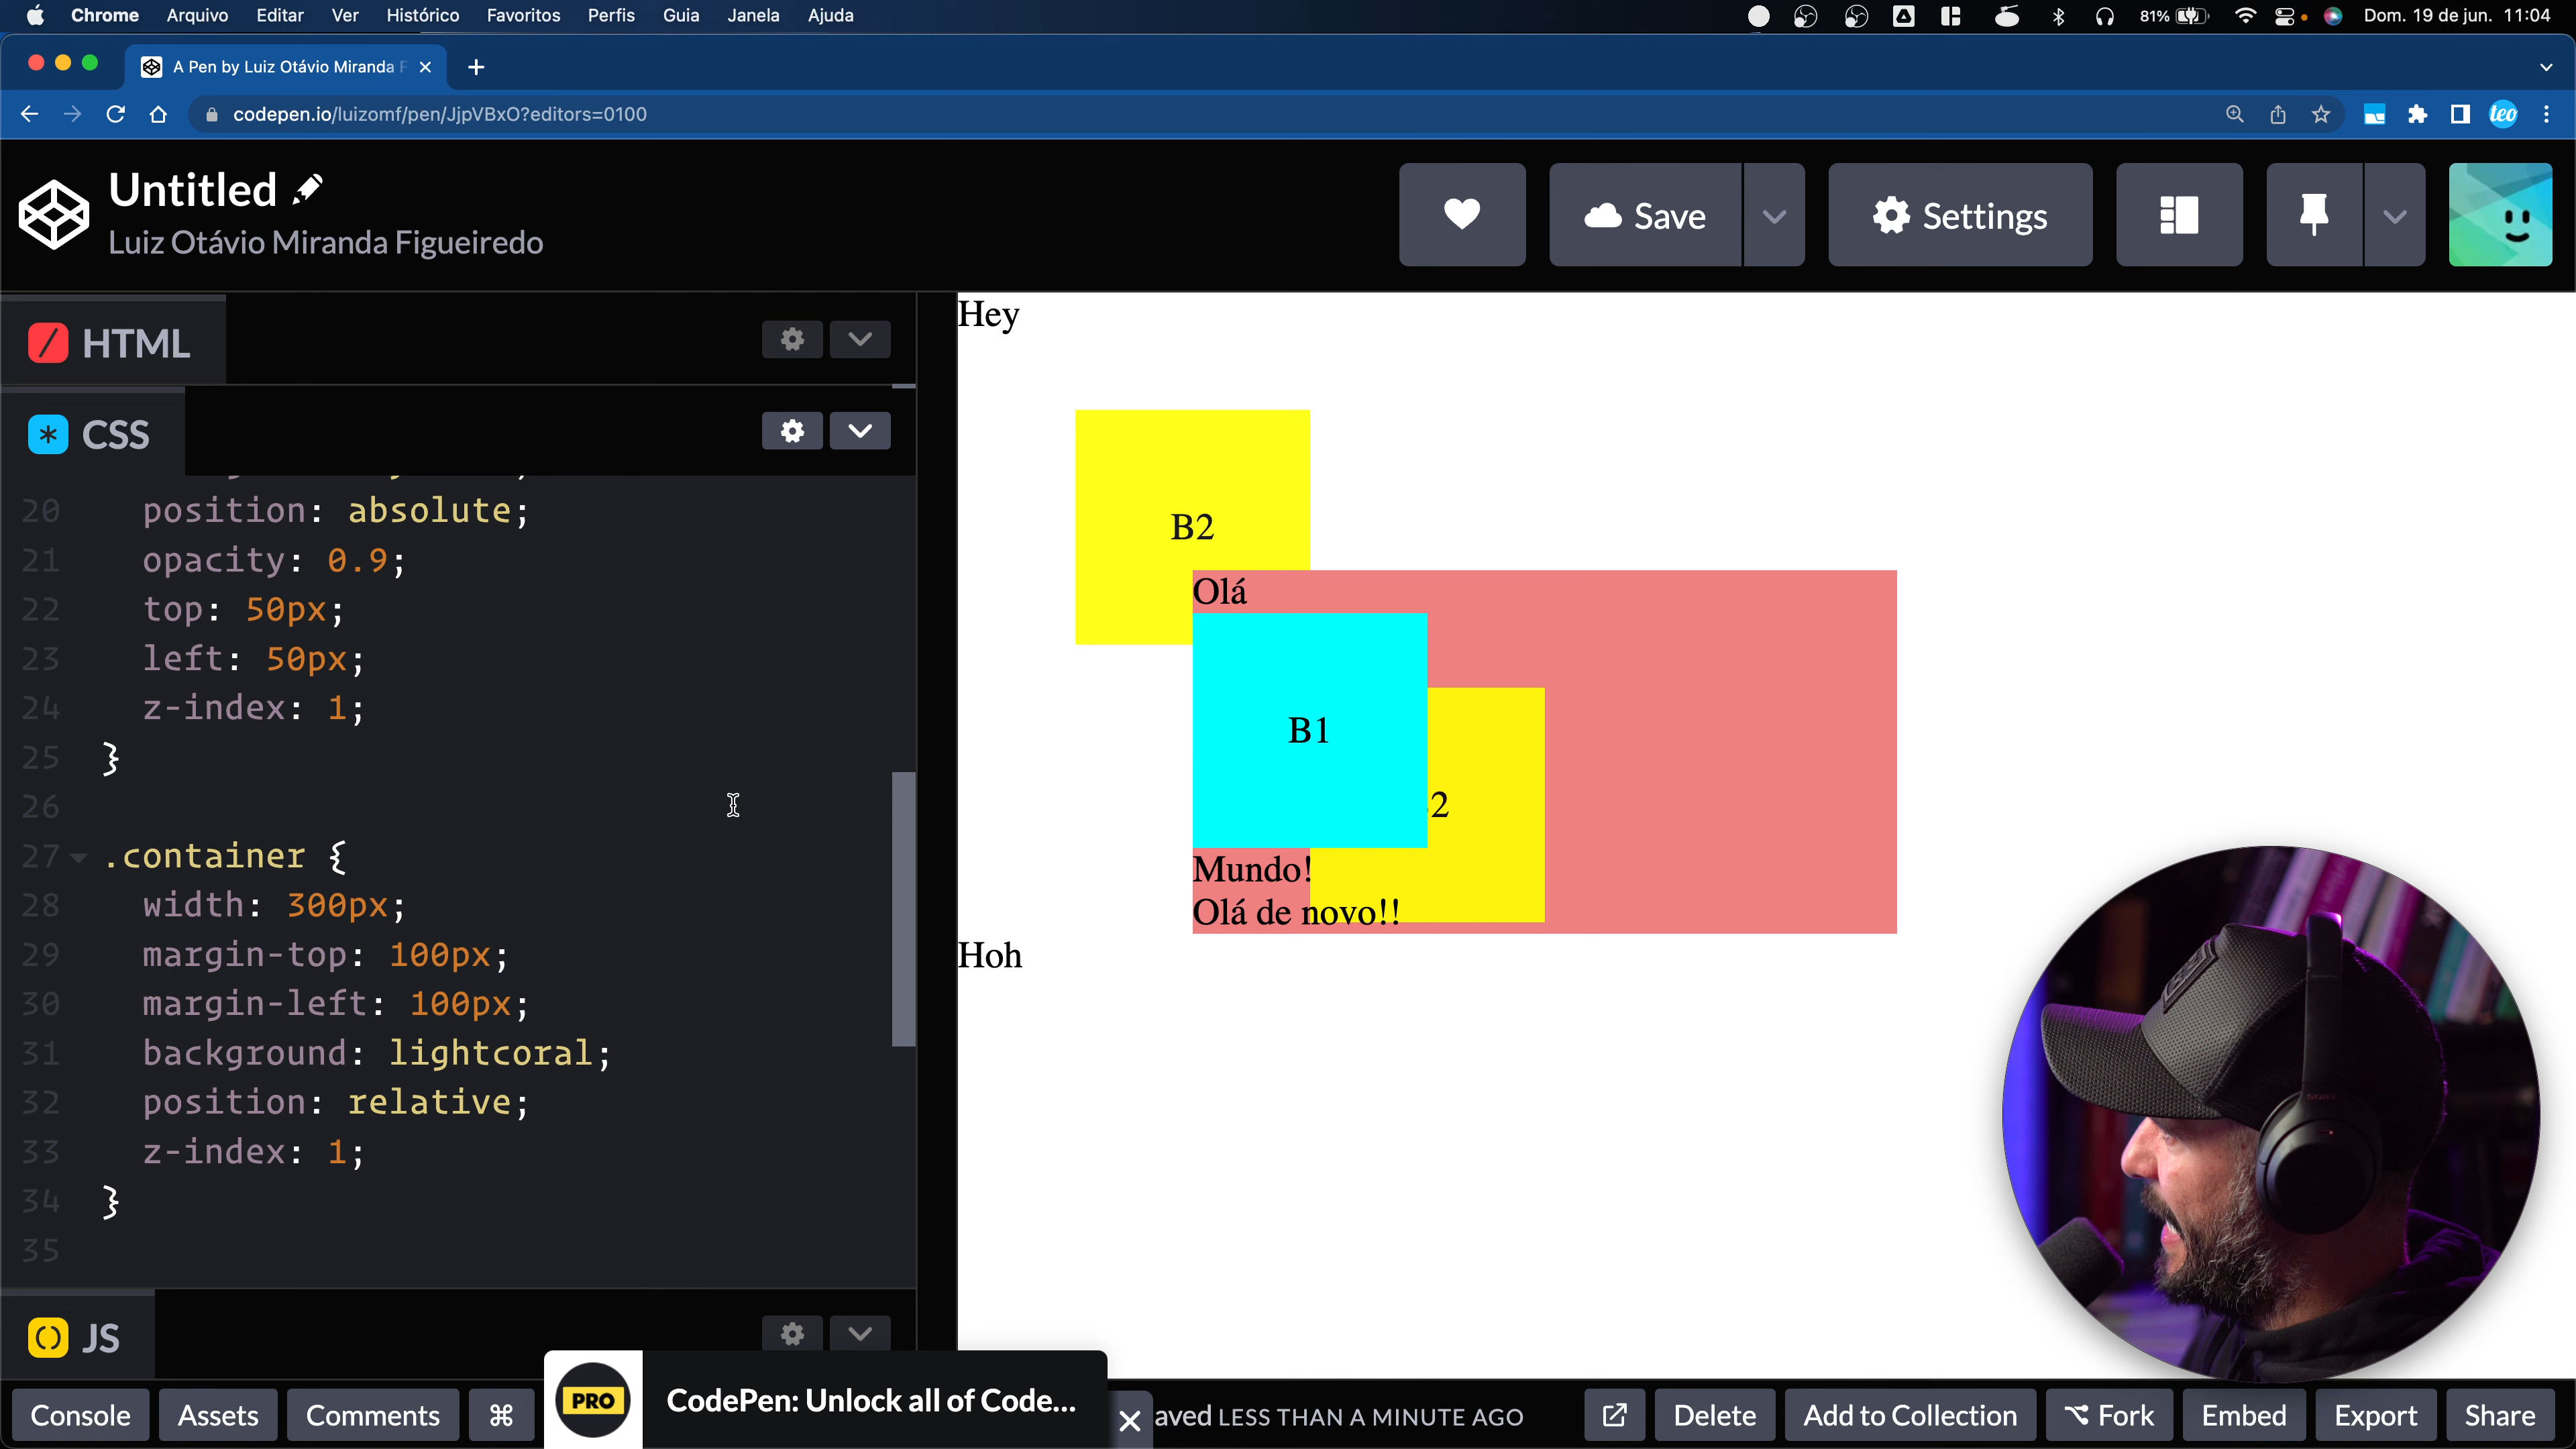 Chrome Arquivo Editar Ver Histórico Favoritos Perfis Guia Janela Ajuda 81% Dom. 19 de jun. 11:04
A Pen by Luiz Otávio Miranda F
codepen.io/luizomf/pen/JjpVBxO?editors=0100
teo
Untitled
Luiz Otávio Miranda Figueiredo
Save
Settings
HTML
CSS
20 position: absolute;
21 opacity: 0.9;
22 top: 50px;
23 left: 50px;
24 z-index: 1;
25 }
26
27 .container {
28 width: 300px;
29 margin-top: 100px;
30 margin-left: 100px;
31 background: lightcoral;
32 position: relative;
33 z-index: 1;
34 }
35
JS
Hey
B2
Olá
B1
2
Mundo!
Olá de novo!!
Hoh
Console Assets Comments ⌘
PRO
CodePen: Unlock all of Code...
aved LESS THAN A MINUTE AGO
Delete Add to Collection Fork Embed Export Share